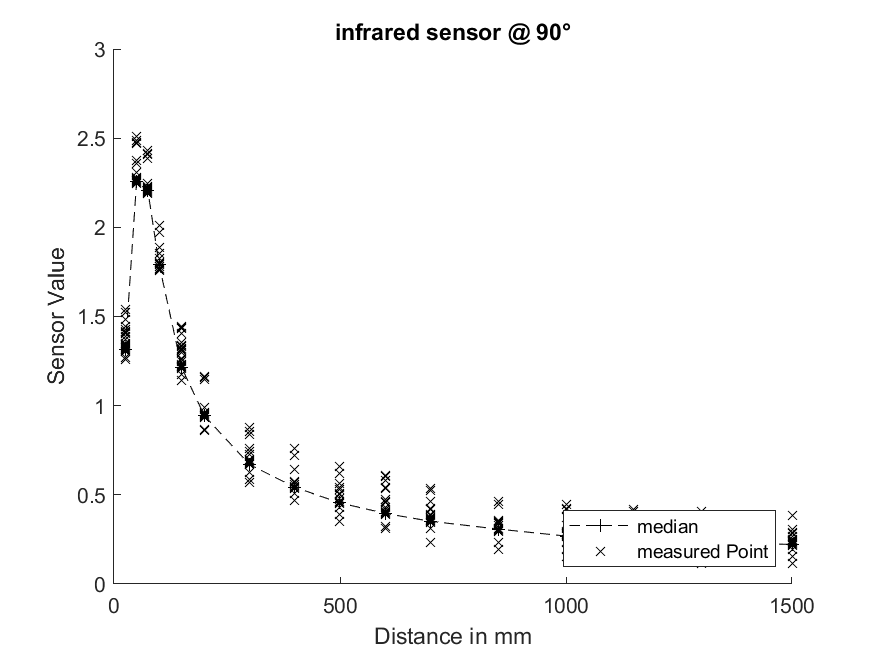 infrared sensor @ 90°
3
2.5
2
1.5
1
0.5
0
Sensor Value
0 500 1000 1500
Distance in mm
median
measured Point